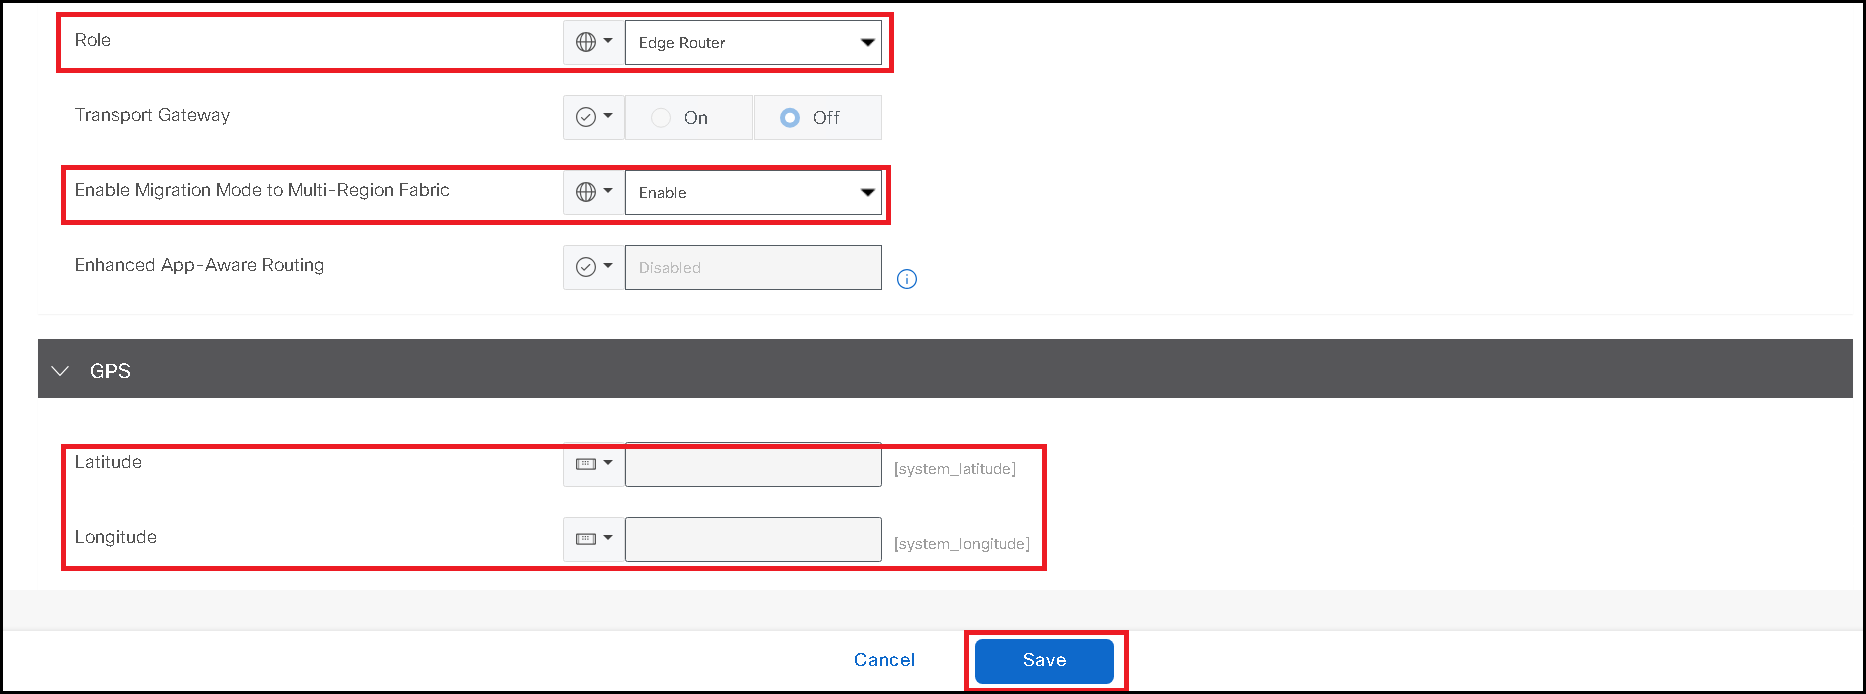 Role Edge Router
Transport Gateway On Off
Enable Migration Mode to Multi-Region Fabric Enable
Enhanced App-Aware Routing Disabled
GPS
Latitude [system_latitude]
Longitude [system_longitude]
Cancel Save